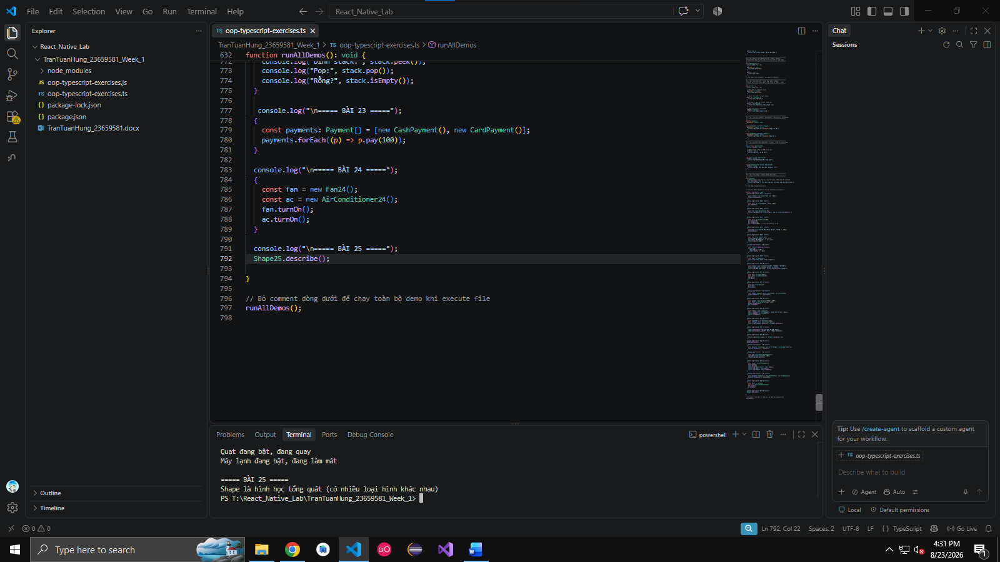 File Edit Selection View Go Run Terminal Help
React_Native_Lab
Explorer
React_Native_Lab
TranTuanHung_23659581_Week_1
node_modules
JS oop-typescript-exercises.js
TS oop-typescript-exercises.ts
{} package-lock.json
{} package.json
TranTuanHung_23659581.docx
Outline
Timeline
TS oop-typescript-exercises.ts
TranTuanHung_23659581_Week_1 > TS oop-typescript-exercises.ts > runAllDemos
632 function runAllDemos(): void {
772 console.log("Đỉnh stack:", stack.peek());
773 console.log("Pop:", stack.pop());
774 console.log("Rỗng?", stack.isEmpty());
775 }
776
777 console.log("\n===== BÀI 23 =====");
778 {
779 const payments: Payment[] = [new CashPayment(), new CardPayment()];
780 payments.forEach((p) => p.pay(100));
781 }
782
783 console.log("\n===== BÀI 24 =====");
784 {
785 const fan = new Fan24();
786 const ac = new AirConditioner24();
787 fan.turnOn();
788 ac.turnOn();
789 }
790
791 console.log("\n===== BÀI 25 =====");
792 Shape25.describe();
793
794 }
795
796 // Bỏ comment dòng dưới để chạy toàn bộ demo khi execute file
797 runAllDemos();
798
Problems Output Terminal Ports Debug Console
powershell
Quạt đang bật, đang quay
Máy lạnh đang bật, đang làm mát
===== BÀI 25 =====
Shape là hình học tổng quát (có nhiều loại hình khác nhau)
PS T:\React_Native_Lab\TranTuanHung_23659581_Week_1>
Chat
Sessions
Tip: Use /create-agent to scaffold a custom agent
for your workflow.
TS oop-typescript-exercises.ts
Describe what to build
Agent Auto
Local Default permissions
0 0
Ln 792, Col 22 Spaces: 2 UTF-8 LF {} TypeScript Go Live
Type here to search
4:31 PM
8/23/2026
1